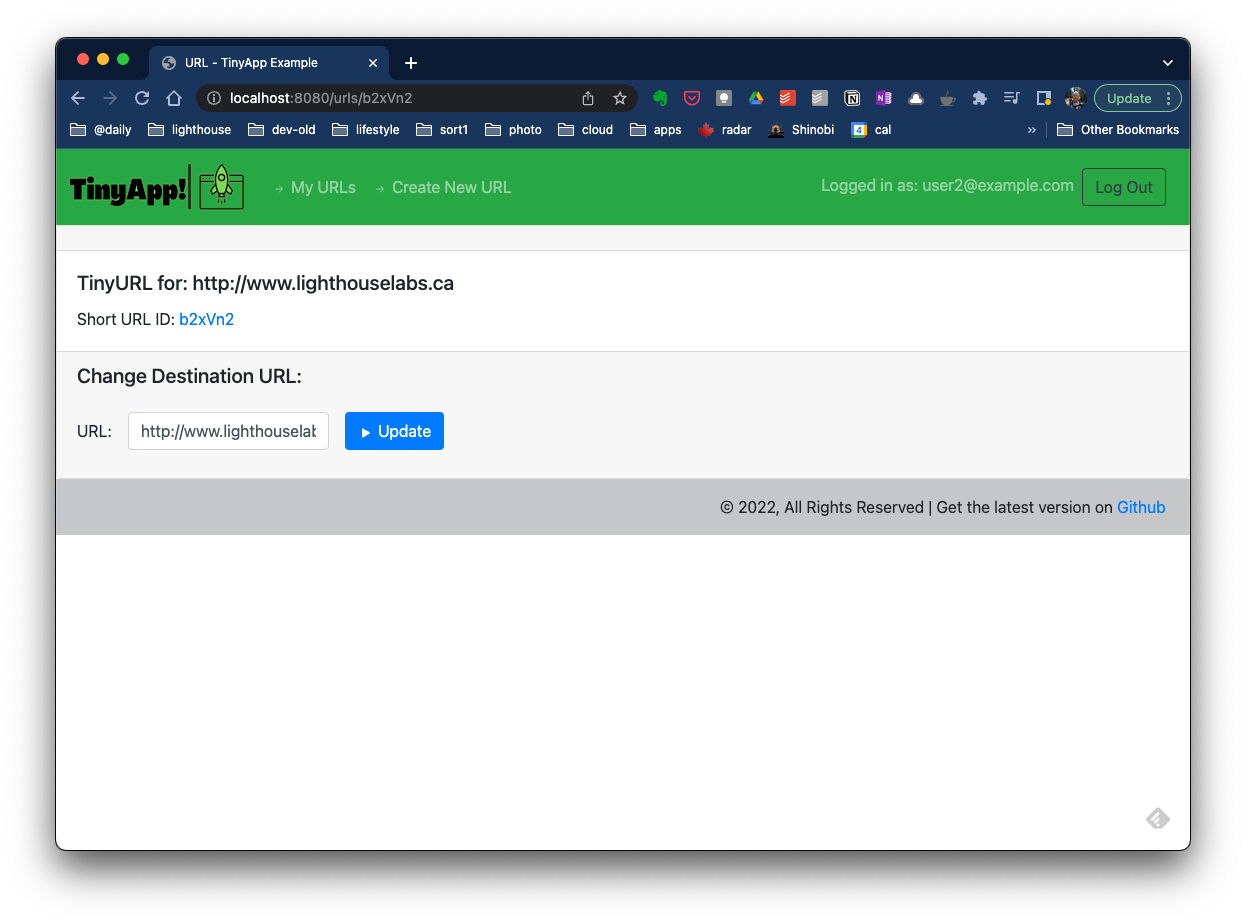 URL - TinyApp Example
localhost:8080/urls/b2xVn2
Update
@daily lighthouse dev-old lifestyle sort1 photo cloud apps radar Shinobi 4 cal » Other Bookmarks
TinyApp! → My URLs → Create New URL Logged in as: user2@example.com Log Out
TinyURL for: http://www.lighthouselabs.ca
Short URL ID: b2xVn2
Change Destination URL:
URL: http://www.lighthouselab Update
© 2022, All Rights Reserved | Get the latest version on Github